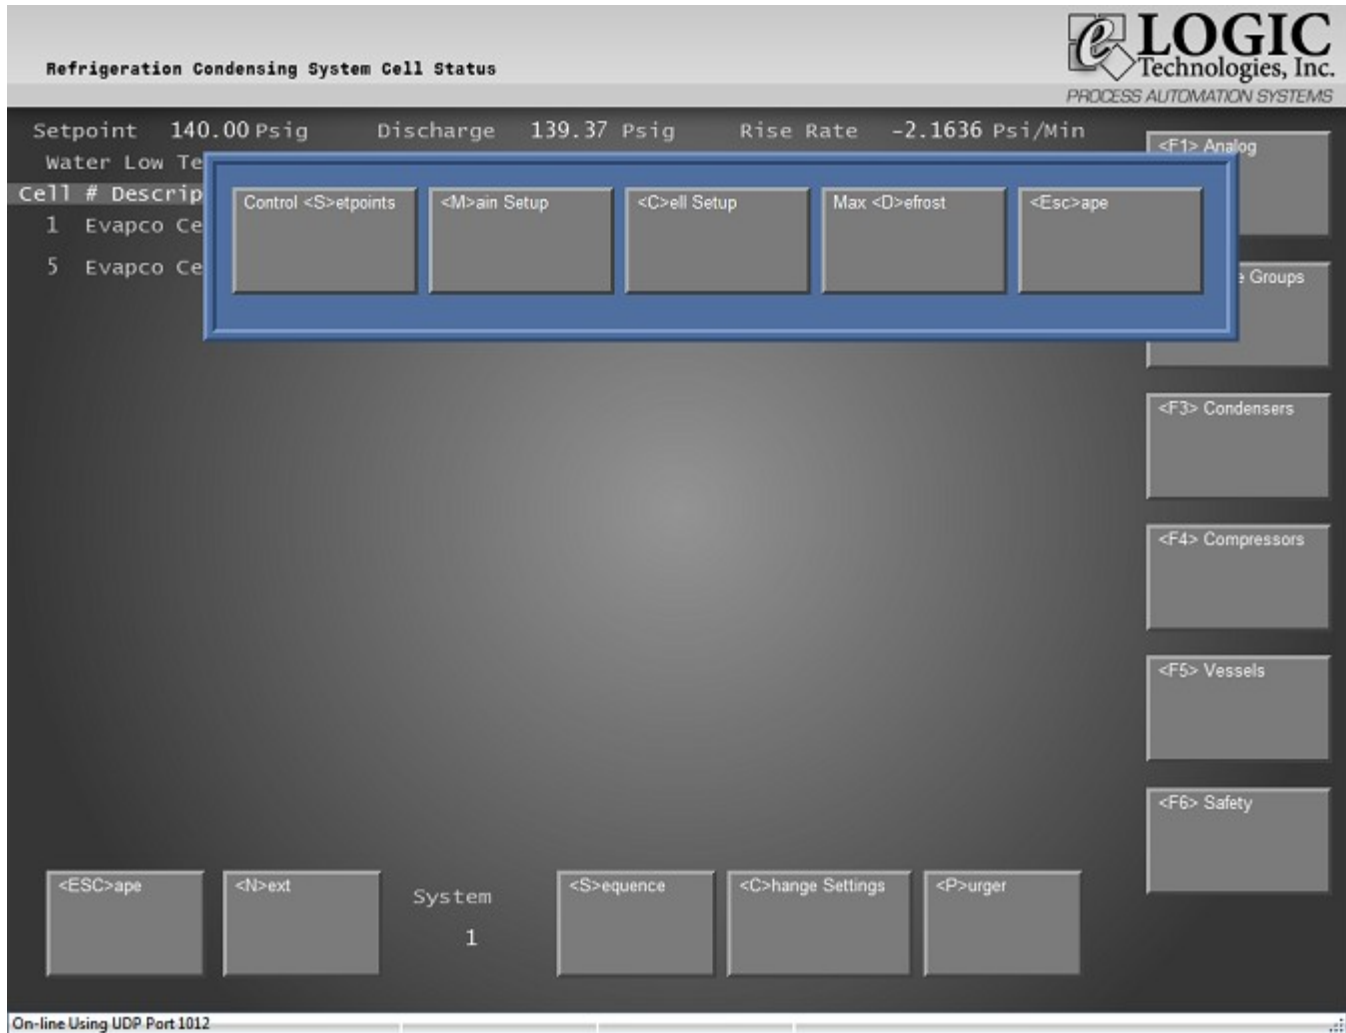 LOGIC
Technologies, Inc.
PROCESS AUTOMATION SYSTEMS
Refrigeration Condensing System Cell Status
Setpoint 140.00 Psig Discharge 139.37 Psig Rise Rate -2.1636 Psi/Min
Water Low Te
Cell # Descrip
1 Evapco Ce
5 Evapco Ce
Control <S>etpoints <M>ain Setup <C>ell Setup Max <D>efrost <Esc>ape
<F1> Analog
e Groups
<F3> Condensers
<F4> Compressors
<F5> Vessels
<F6> Safety
<ESC>ape <N>ext System <S>equence <C>hange Settings <P>urger
1
On-line Using UDP Port 1012